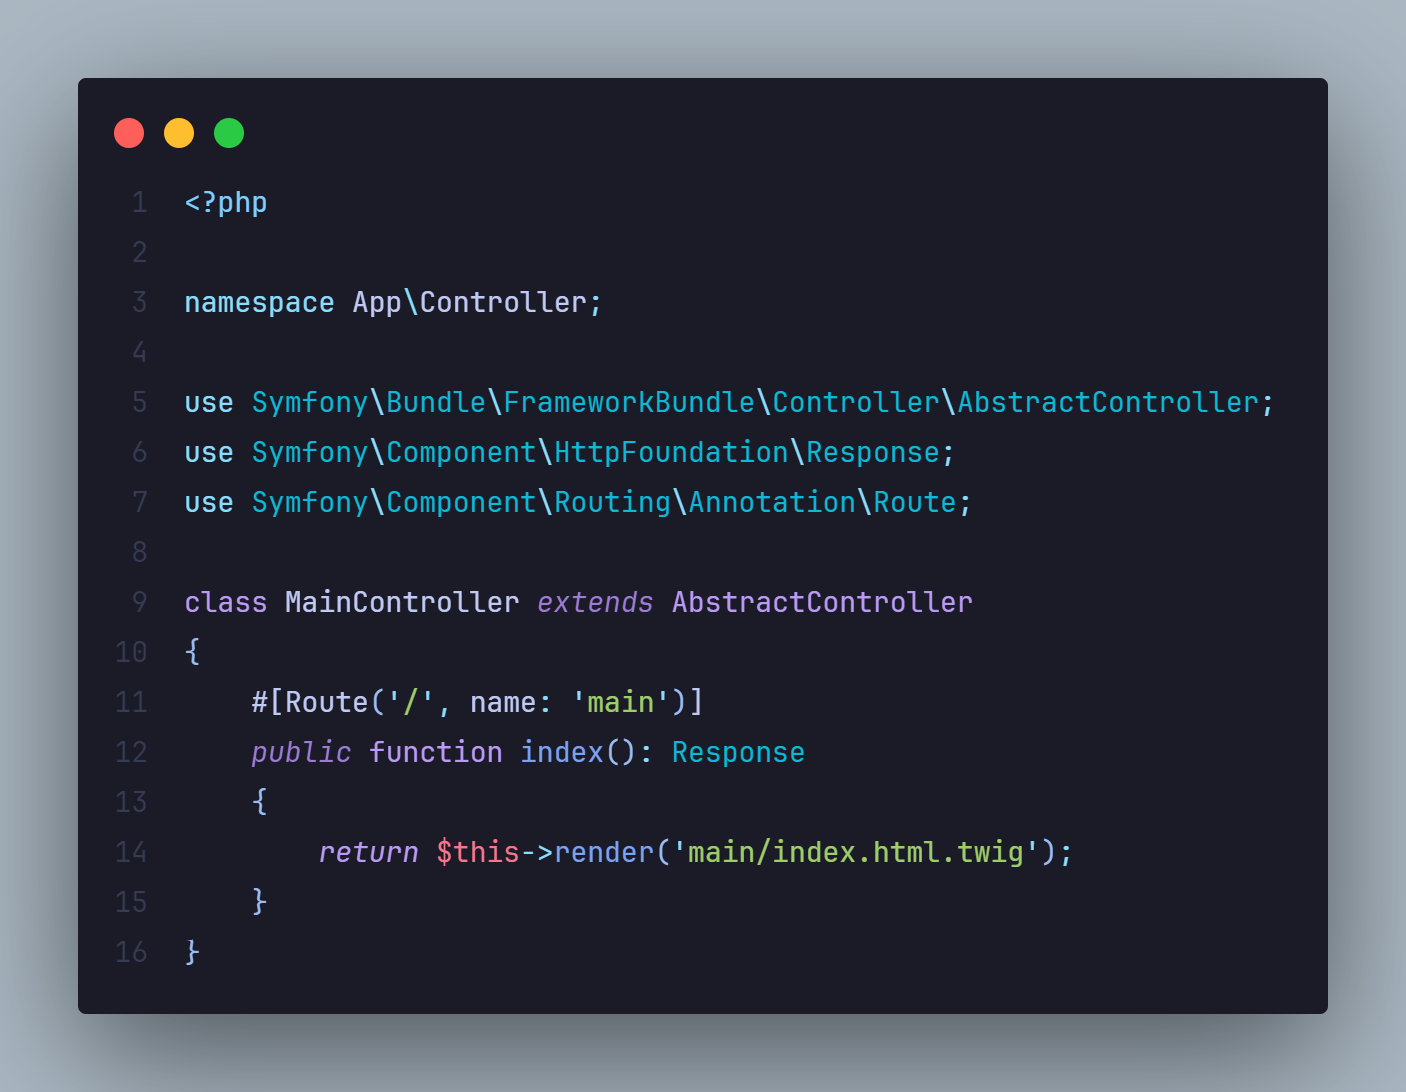 1 <?php
2
3 namespace App\Controller;
4
5 use Symfony\Bundle\FrameworkBundle\Controller\AbstractController;
6 use Symfony\Component\HttpFoundation\Response;
7 use Symfony\Component\Routing\Annotation\Route;
8
9 class MainController extends AbstractController
10 {
11     #[Route('/', name: 'main')]
12     public function index(): Response
13     {
14         return $this->render('main/index.html.twig');
15     }
16 }